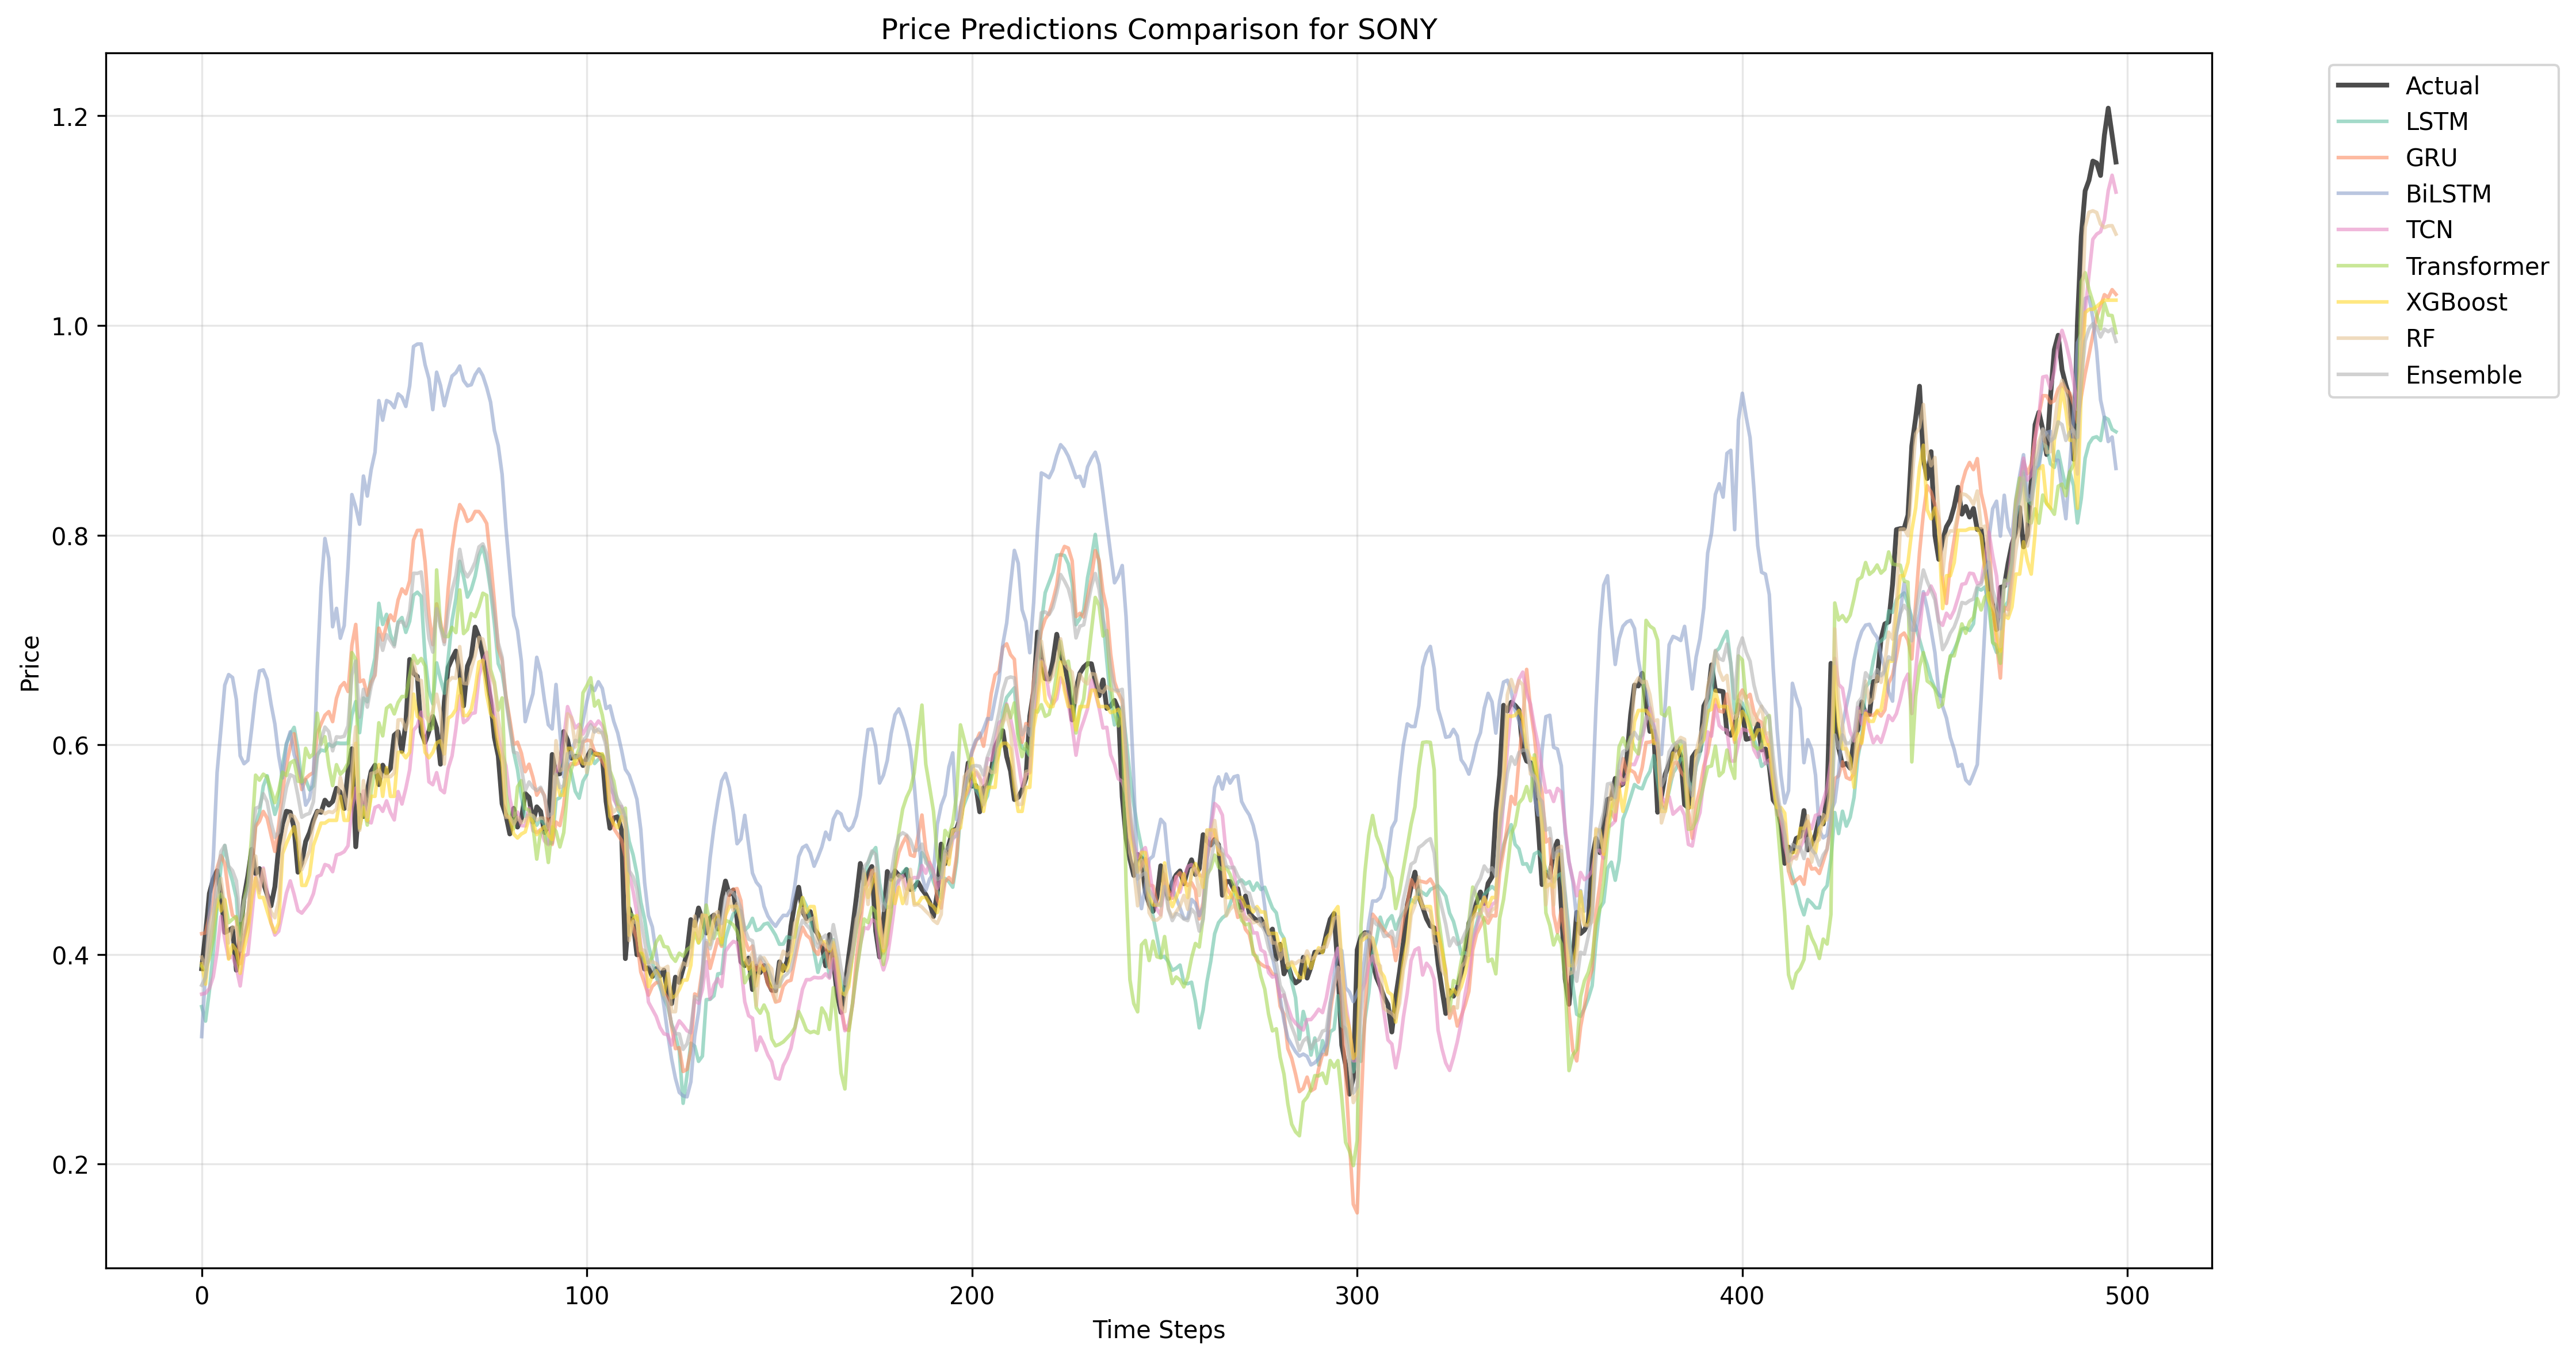 Price Predictions Comparison for SONY
Actual
LSTM
GRU
BiLSTM
TCN
Transformer
XGBoost
RF
Ensemble
1.2
1.0
0.8
0.6
0.4
0.2
Price
0 100 200 300 400 500
Time Steps